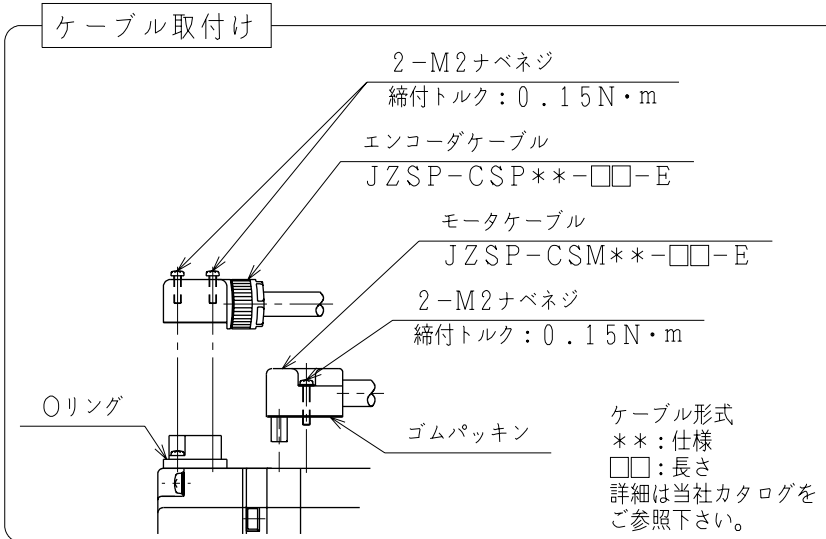 ケーブル取付け
2-M2ナベネジ
締付トルク:0.15N・m
エンコーダケーブル
JZSP-CSP**-□□-E
モータケーブル
JZSP-CSM**-□□-E
2-M2ナベネジ
締付トルク:0.15N・m
Oリング
ゴムパッキン
ケーブル形式
**:仕様
□□:長さ
詳細は当社カタログを
ご参照下さい。